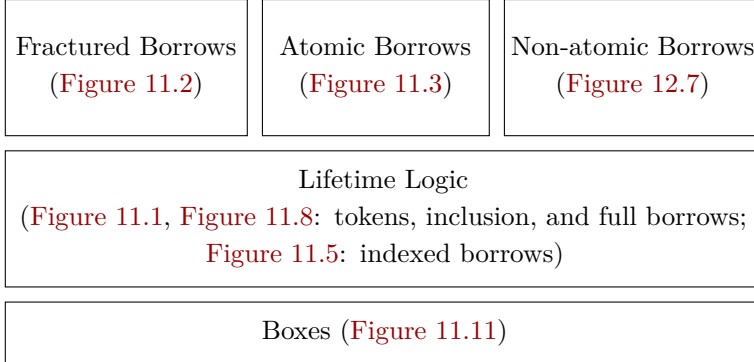 Fractured Borrows
(Figure 11.2)
Atomic Borrows
(Figure 11.3)
Non-atomic Borrows
(Figure 12.7)
Lifetime Logic
(Figure 11.1, Figure 11.8: tokens, inclusion, and full borrows;
Figure 11.5: indexed borrows)
Boxes (Figure 11.11)